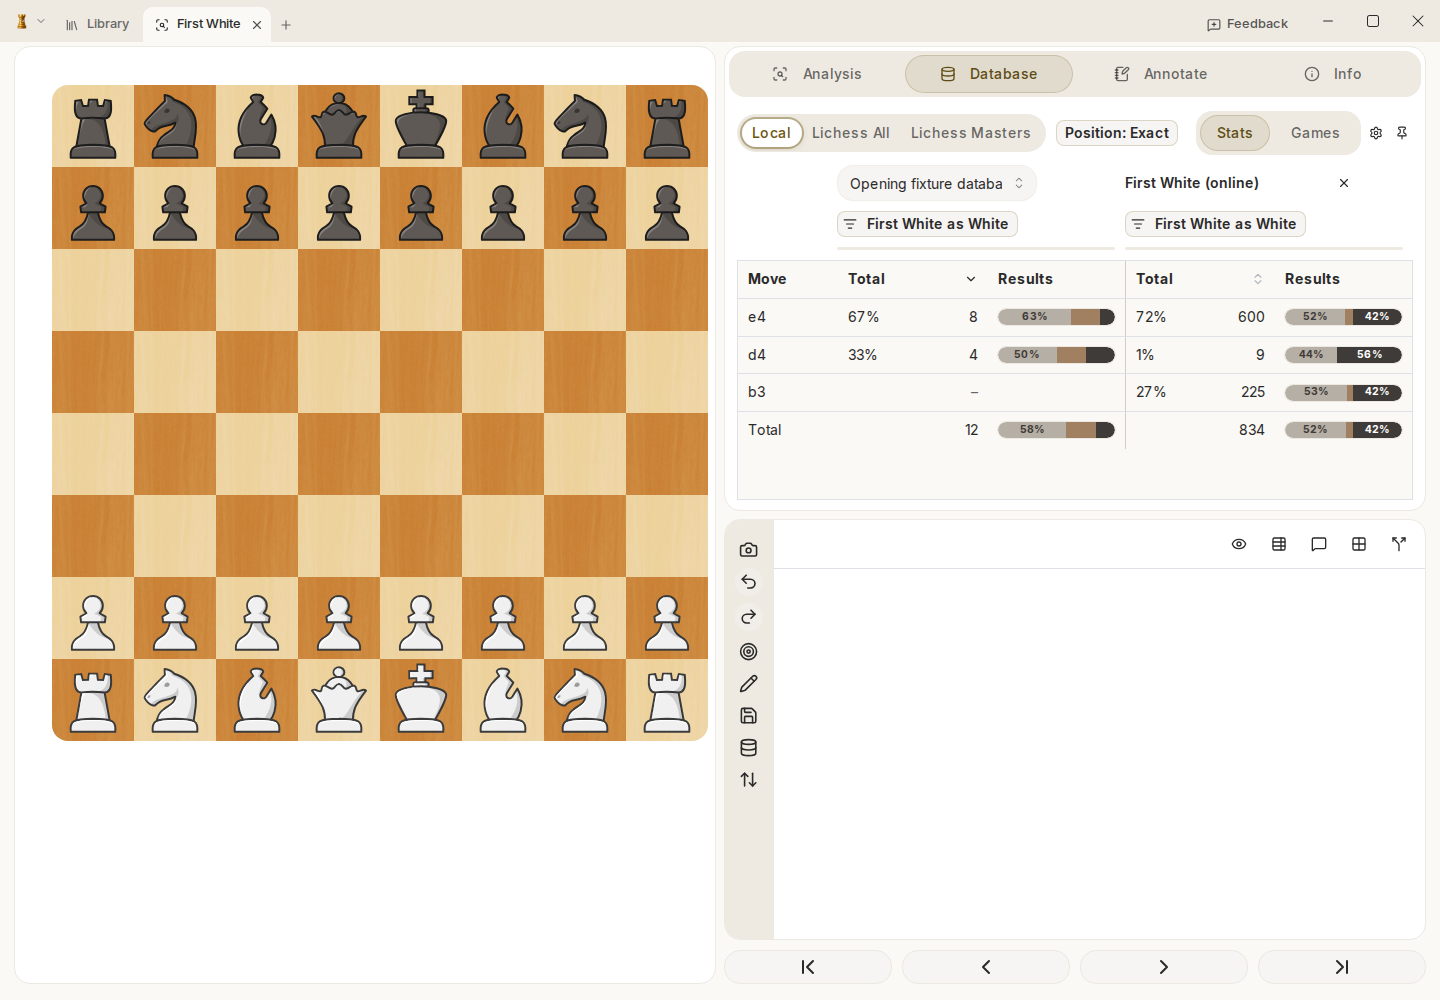 Library
First White
Feedback
Analysis
Database
Annotate
Info
Local
Lichess All
Lichess Masters
Position: Exact
Stats
Games
Opening fixture databa
First White (online)
First White as White
First White as White
Move Total Results Total Results
e4 67% 8 63% 72% 600 52% 42%
d4 33% 4 50% 1% 9 44% 56%
b3 – 27% 225 53% 42%
Total 12 58% 834 52% 42%